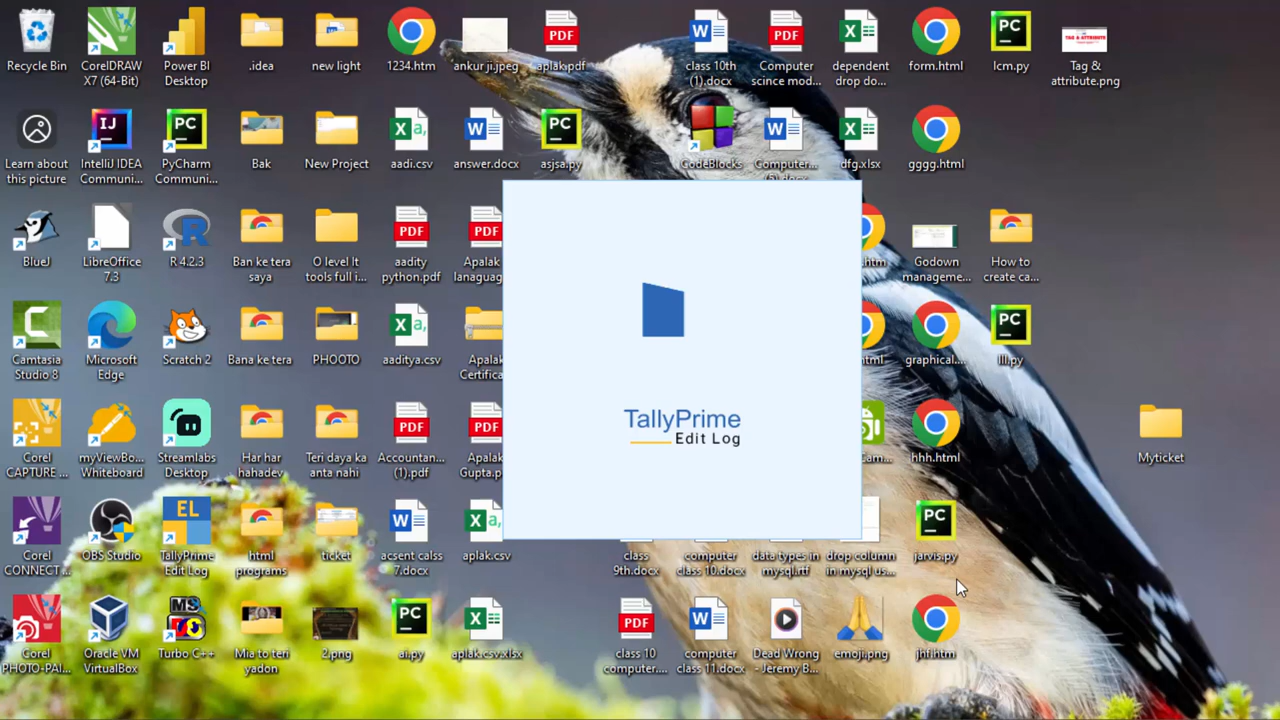 Recycle Bin
CorelDRAW
X7 (64-Bit)
Power BI
Desktop
.idea
new light
1234.htm
ankur ji.jpeg
aplak.pdf
class 10th
(1).docx
Computer
scince mod...
dependent
drop do...
form.html
lcm.py
Tag &
attribute.png
Learn about
this picture
IntelliJ IDEA
Communi...
PyCharm
Communi...
Bak
New Project
aadi.csv
answer.docx
asjsa.py
CodeBlocks
Computer...
(5).docx
dfg.xlsx
gggg.html
BlueJ
LibreOffice
7.3
R 4.2.3
Ban ke tera
saya
O level It
tools full i...
aadity
python.pdf
Apalak
lanaguag
.htm
Godown
manageme...
How to
create ca...
Camtasia
Studio 8
Microsoft
Edge
Scratch 2
Bana ke tera
PHOOTO
aaditya.csv
Apalak
Certifica
html
graphical....
lll.py
TallyPrime
Edit Log
Corel
CAPTURE ...
myViewBo...
Whiteboard
Streamlabs
Desktop
Har har
hahadev
Teri daya ka
anta nahi
Accountan...
(1).pdf
Apalak
Gupta.p
am...
hhh.html
Myticket
Corel
CONNECT ...
OBS Studio
TallyPrime
Edit Log
html
programs
ticket
acsent calss
7.docx
aplak.csv
class
9th.docx
computer
class 10.docx
data types in
mysql.rtf
drop column
in mysql us...
jarvis.py
Corel
PHOTO-PAI...
Oracle VM
VirtualBox
Turbo C++
Mia to teri
yadon
2.png
ai.py
aplak.csv.xlsx
class 10
computer....
computer
class 11.docx
Dead Wrong
- Jeremy B...
emoji.png
jhf.htm